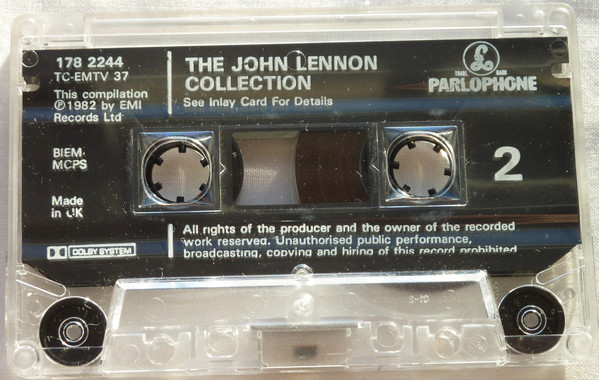 178 2244
TC-EMTV 37
This compilation
℗1982 by EMI
Records Ltd
BIEM
MCPS
Made
in UK
DOLBY SYSTEM
THE JOHN LENNON
COLLECTION
See Inlay Card For Details
TRADE MARK
PARLOPHONE
2
All rights of the producer and the owner of the recorded
work reserved. Unauthorised public performance,
broadcasting, copying and hiring of this record prohibited